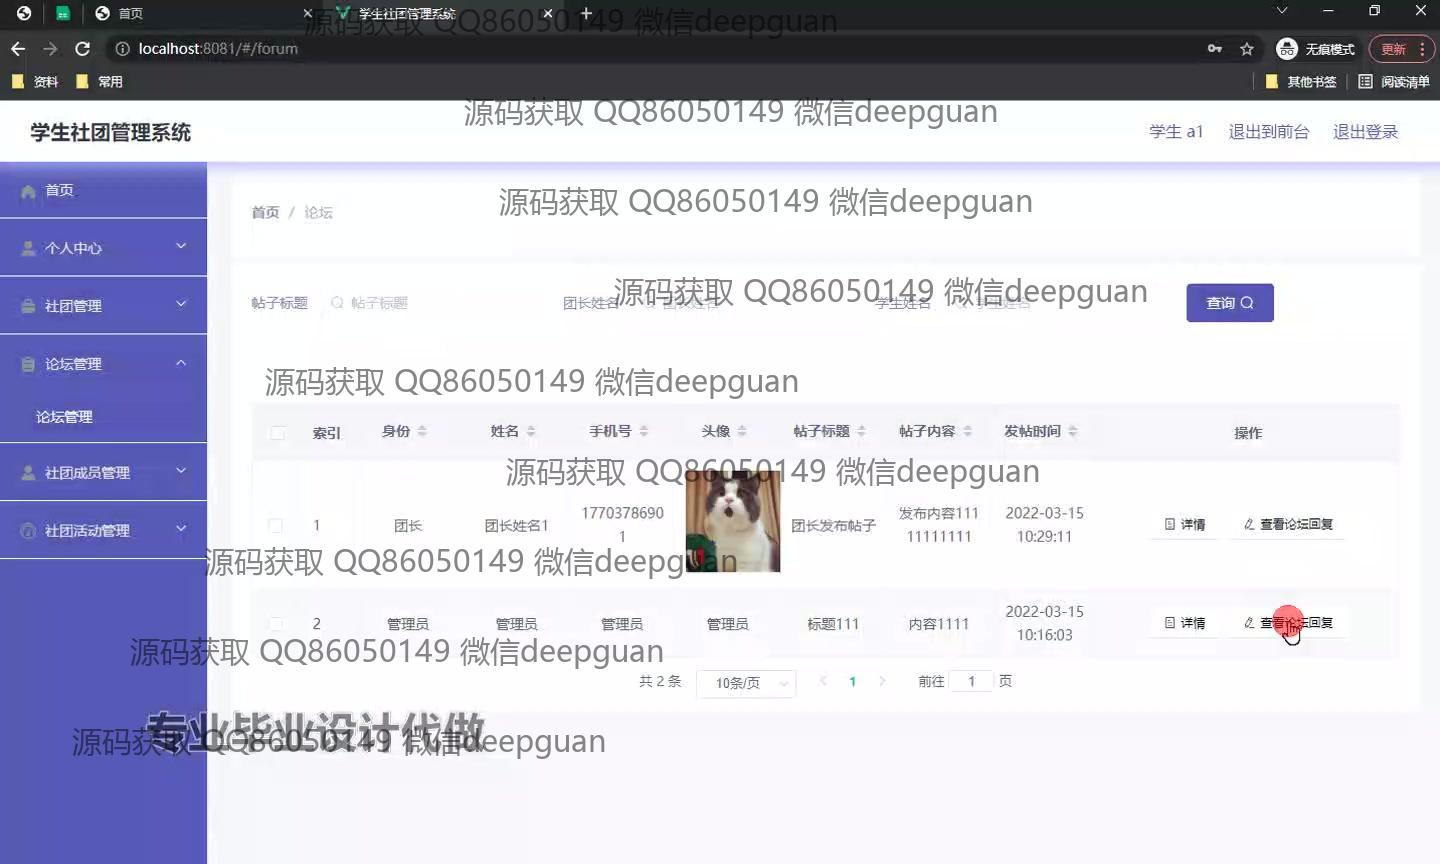 首页
学生社团管理系统
源码获取 QQ86050149 微信deepguan
localhost:8081/#/forum
无痕模式
更新
资料
常用
其他书签
阅读清单
源码获取 QQ86050149 微信deepguan
学生社团管理系统
学生 a1
退出到前台
退出登录
首页
个人中心
社团管理
论坛管理
论坛管理
社团成员管理
社团活动管理
源码获取 QQ86050149 微信deepguan
首页 / 论坛
源码获取 QQ86050149 微信deepguan
帖子标题
帖子标题
团长姓名
团长姓名
学生姓名
学生姓名
查询
源码获取 QQ86050149 微信deepguan
索引 身份 姓名 手机号 头像 帖子标题 帖子内容 发帖时间 操作
源码获取 QQ86050149 微信deepguan
1 团长 团长姓名1 1770378690
1 团长发布帖子 发布内容111
11111111 2022-03-15
10:29:11 详情 查看论坛回复
源码获取 QQ86050149 微信deepguan
2 管理员 管理员 管理员 管理员 标题111 内容1111 2022-03-15
10:16:03 详情 查看论坛回复
源码获取 QQ86050149 微信deepguan
共 2 条 10条/页 1 前往 1 页
专业毕业设计代做
源码获取 QQ86050149 微信deepguan